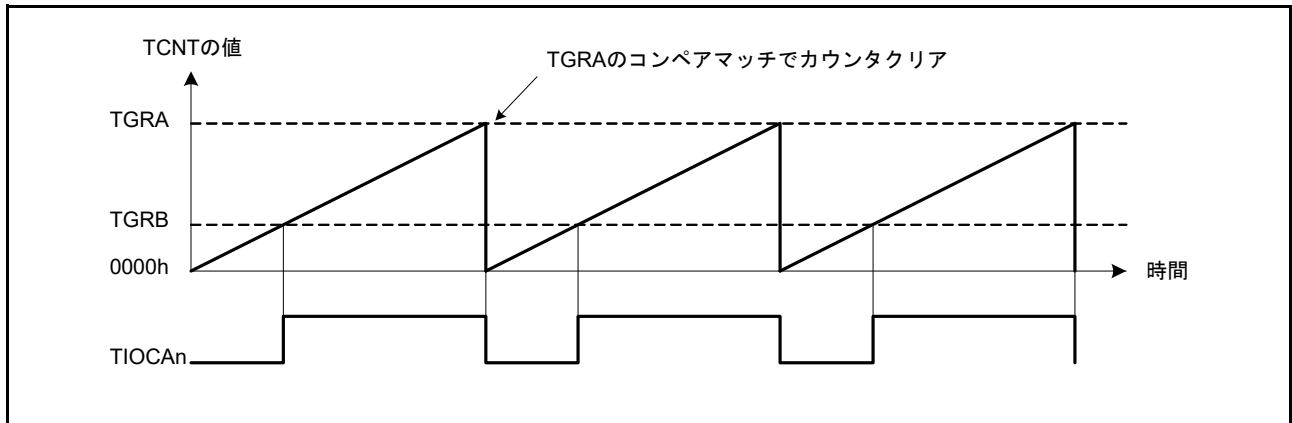 TCNTの値
TGRAのコンペアマッチでカウンタクリア
TGRA
TGRB
0000h
時間
TIOCAn